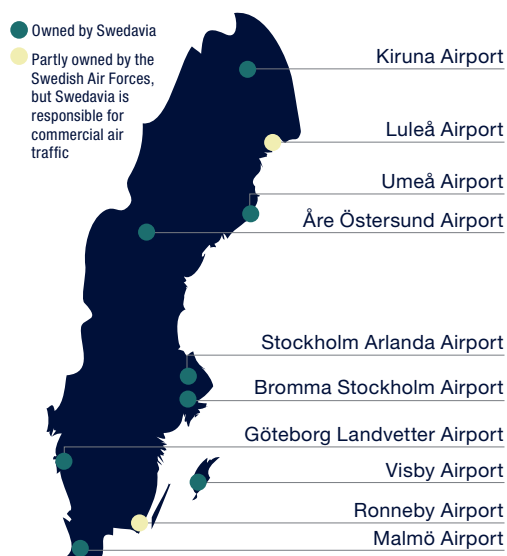 Owned by Swedavia
Partly owned by the
Swedish Air Forces,
but Swedavia is
responsible for
commercial air
traffic
Kiruna Airport
Luleå Airport
Umeå Airport
Åre Östersund Airport
Stockholm Arlanda Airport
Bromma Stockholm Airport
Göteborg Landvetter Airport
Visby Airport
Ronneby Airport
Malmö Airport